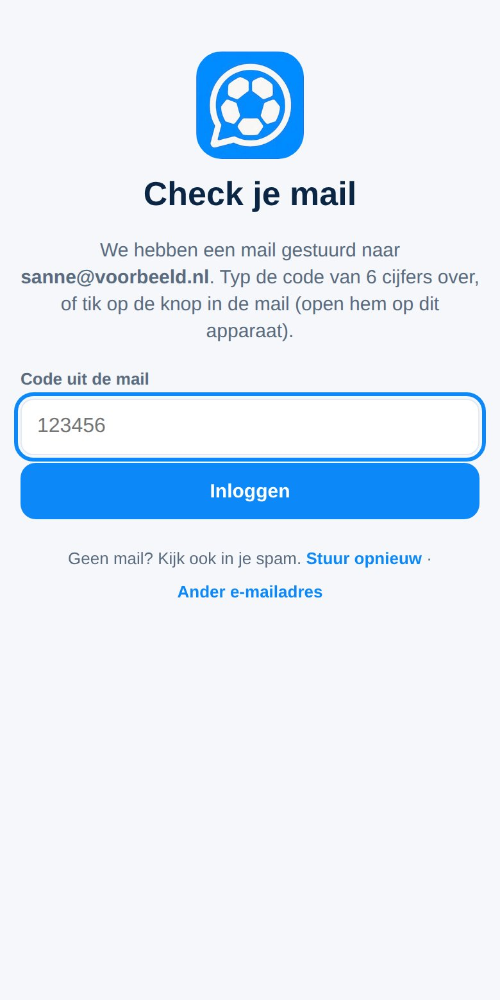 Check je mail
We hebben een mail gestuurd naar
sanne@voorbeeld.nl. Typ de code van 6 cijfers over,
of tik op de knop in de mail (open hem op dit
apparaat).
Code uit de mail
123456
Inloggen
Geen mail? Kijk ook in je spam. Stuur opnieuw ·
Ander e-mailadres